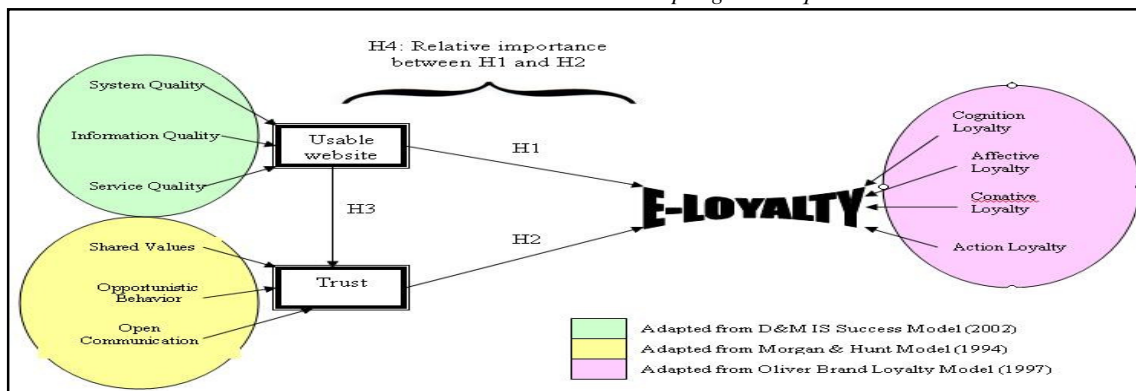 H4: Relative importance
between H1 and H2
System Quality
Information Quality
Service Quality
Usable
website
H1
H3
H2
E-LOYALTY
Cognition
Loyalty
Affective
Loyalty
Conative
Loyalty
Action Loyalty
Shared Values
Opportunistic
Behavior
Open
Communication
Trust
Adapted from D&M IS Success Model (2002)
Adapted from Morgan & Hunt Model (1994)
Adapted from Oliver Brand Loyalty Model (1997)